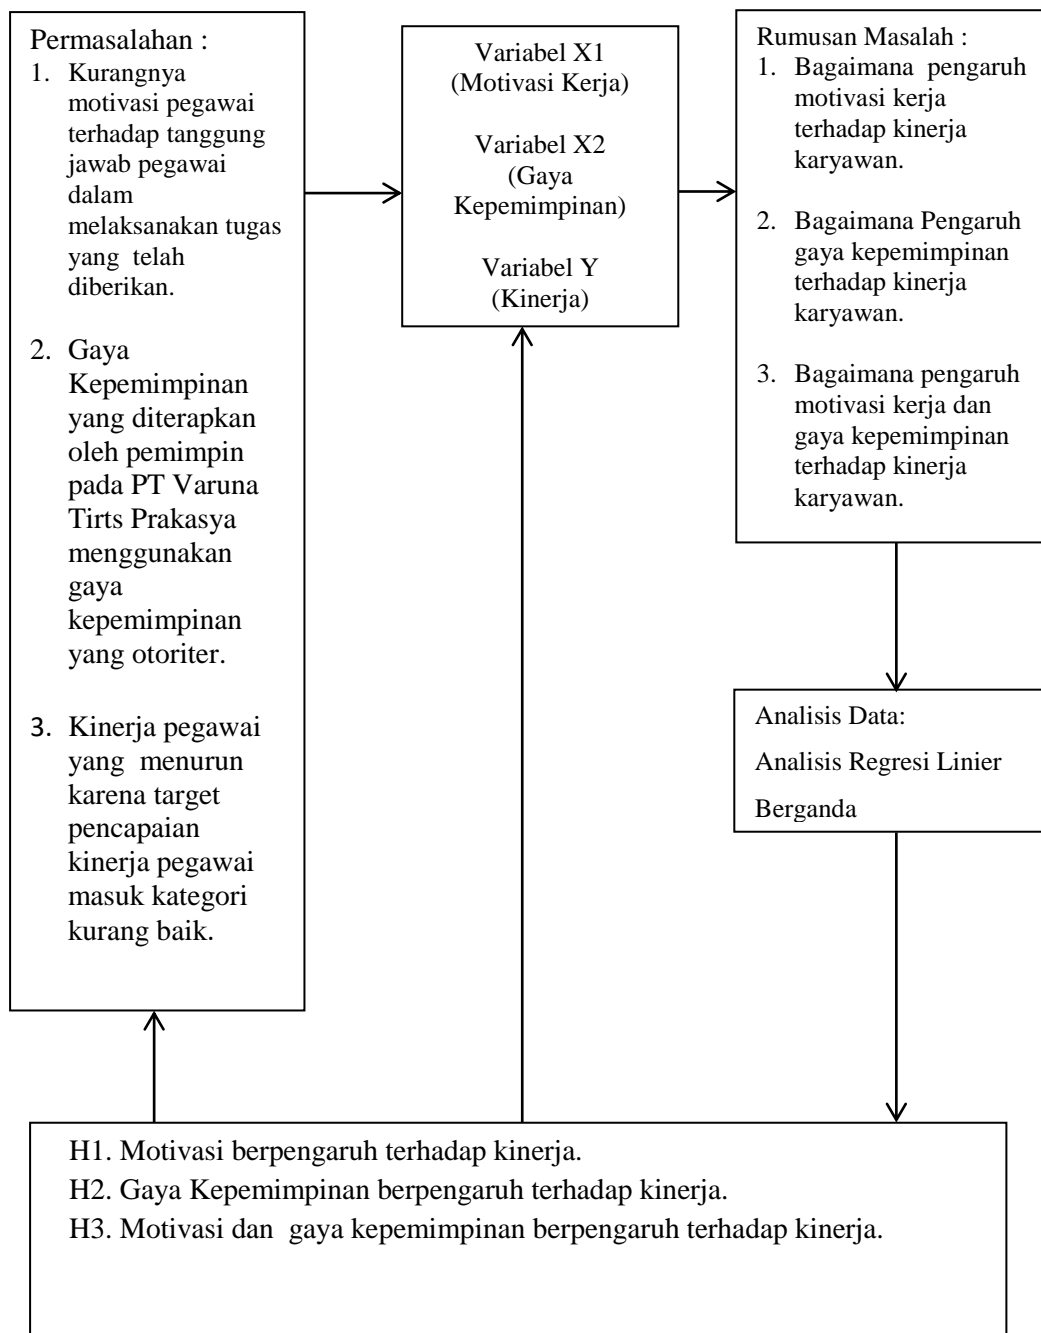 Permasalahan :
1. Kurangnya
motivasi pegawai
terhadap tanggung
jawab pegawai
dalam
melaksanakan tugas
yang telah
diberikan.
2. Gaya
Kepemimpinan
yang diterapkan
oleh pemimpin
pada PT Varuna
Tirts Prakasya
menggunakan
gaya
kepemimpinan
yang otoriter.
3. Kinerja pegawai
yang menurun
karena target
pencapaian
kinerja pegawai
masuk kategori
kurang baik.
Variabel X1
(Motivasi Kerja)
Variabel X2
(Gaya
Kepemimpinan)
Variabel Y
(Kinerja)
Rumusan Masalah :
1. Bagaimana pengaruh
motivasi kerja
terhadap kinerja
karyawan.
2. Bagaimana Pengaruh
gaya kepemimpinan
terhadap kinerja
karyawan.
3. Bagaimana pengaruh
motivasi kerja dan
gaya kepemimpinan
terhadap kinerja
karyawan.
Analisis Data:
Analisis Regresi Linier
Berganda
H1. Motivasi berpengaruh terhadap kinerja.
H2. Gaya Kepemimpinan berpengaruh terhadap kinerja.
H3. Motivasi dan gaya kepemimpinan berpengaruh terhadap kinerja.